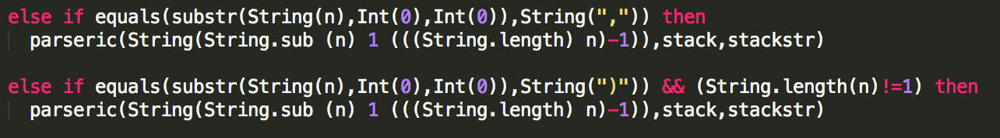 else if equals(substr(String(n),Int(0),Int(0)),String(",")) then
parseric(String(String.sub (n) 1 (((String.length) n)-1)),stack,stackstr)
else if equals(substr(String(n),Int(0),Int(0)),String(")")) && (String.length(n)!=1) then
parseric(String(String.sub (n) 1 (((String.length) n)-1)),stack,stackstr)